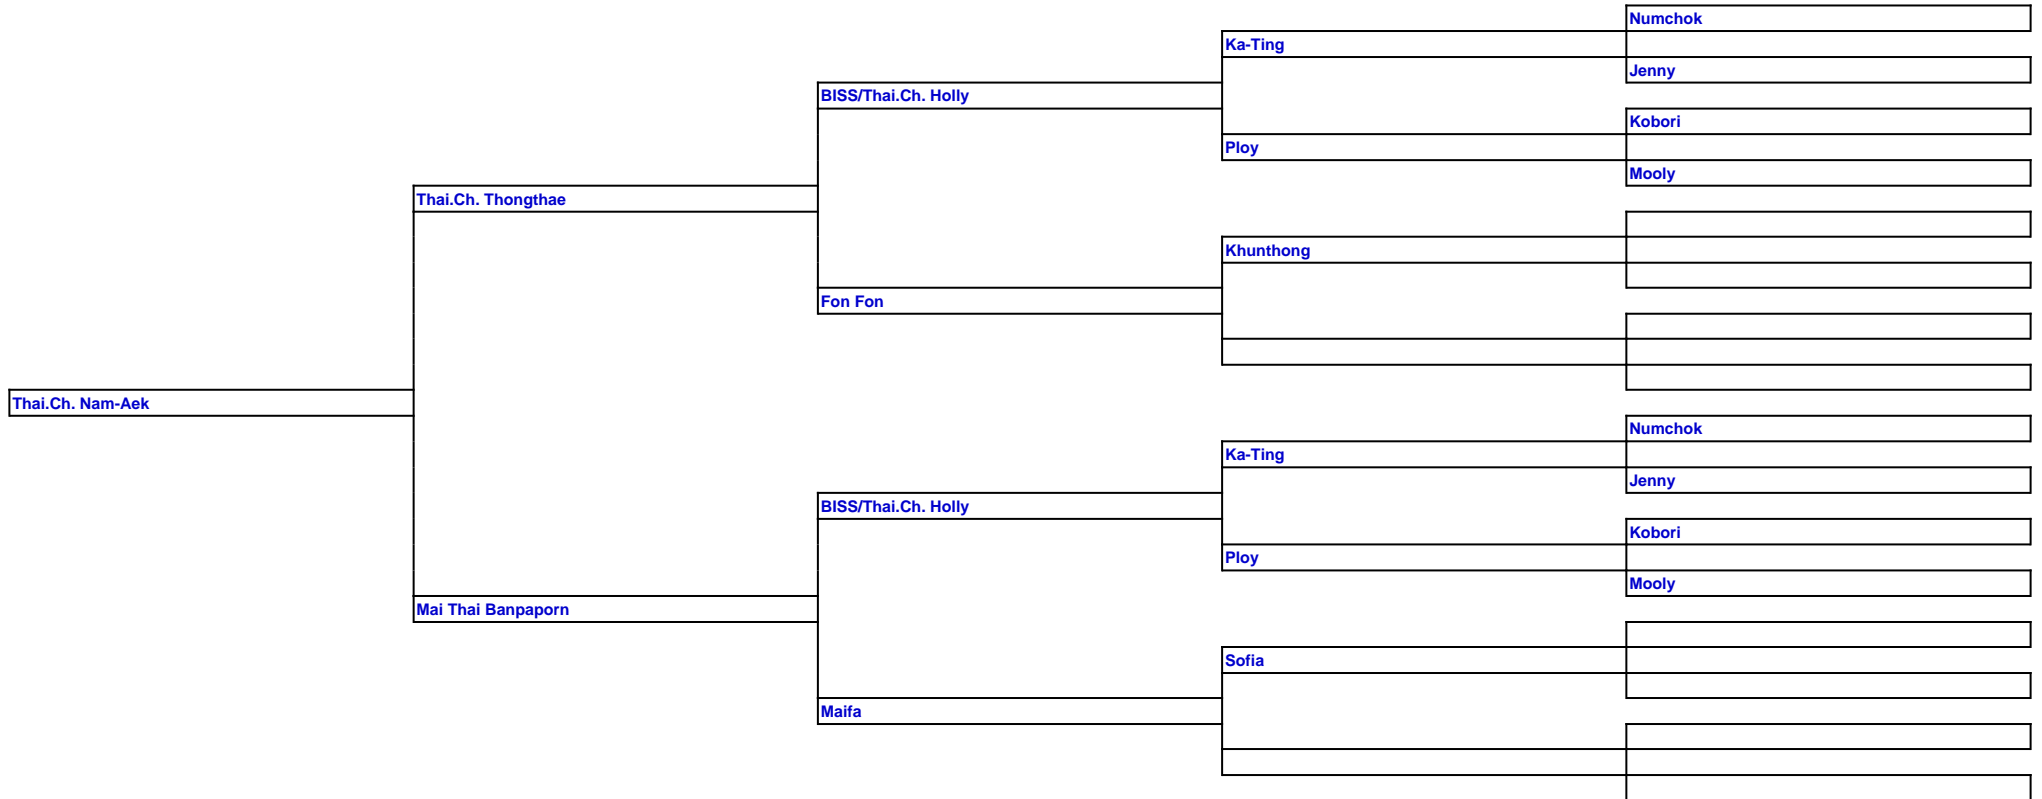 Numchok
Ka-Ting
Jenny
BISS/Thai.Ch. Holly
Kobori
Ploy
Mooly
Thai.Ch. Thongthae
Khunthong
Fon Fon
Thai.Ch. Nam-Aek
Numchok
Ka-Ting
Jenny
BISS/Thai.Ch. Holly
Kobori
Ploy
Mooly
Mai Thai Banpaporn
Sofia
Maifa